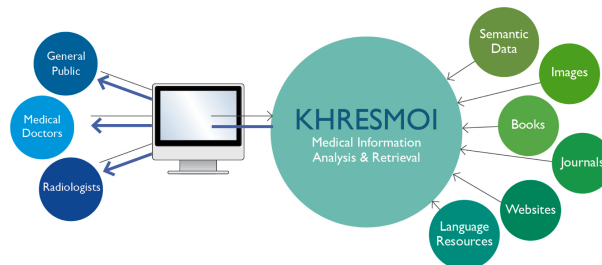 General
Public
Medical
Doctors
Radiologists
KHRESMOI
Medical Information
Analysis & Retrieval
Semantic
Data
Images
Books
Journals
Websites
Language
Resources